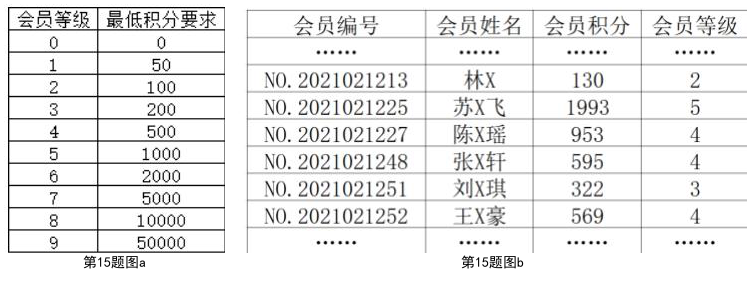 会员等级 最低积分要求
0 0
1 50
2 100
3 200
4 500
5 1000
6 2000
7 5000
8 10000
9 50000
第15题图a
会员编号 会员姓名 会员积分 会员等级
…… …… …… ……
NO.2021021213 林X 130 2
NO.2021021225 苏X飞 1993 5
NO.2021021227 陈X瑶 953 4
NO.2021021248 张X轩 595 4
NO.2021021251 刘X琪 322 3
NO.2021021252 王X豪 569 4
…… …… …… ……
第15题图b